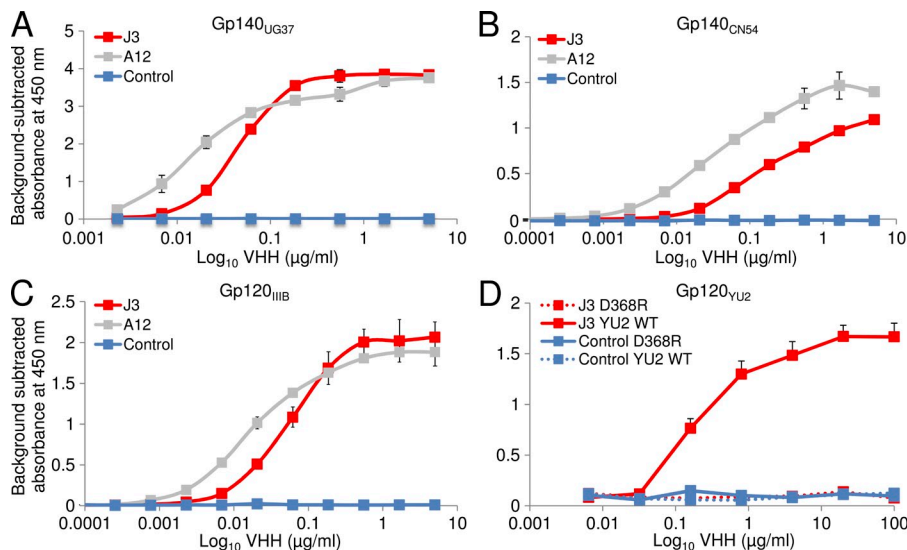 A
Gp140UG37
Background-subtracted
absorbance at 450 nm
5
4
3
2
1
0
J3
A12
Control
0.001 0.01 0.1 1 10
Log10 VHH (µg/ml)
B
Gp140CN54
2
1.5
1
0.5
0
J3
A12
Control
0.0001 0.001 0.01 0.1 1 10
Log10 VHH (µg/ml)
C
Gp120IIIB
Background subtracted
absorbance at 450 nm
2.5
2
1.5
1
0.5
0
J3
A12
Control
0.0001 0.001 0.01 0.1 1 10
Log10 VHH (µg/ml)
D
Gp120YU2
2
1.5
1
0.5
0
J3 D368R
J3 YU2 WT
Control D368R
Control YU2 WT
0.001 0.01 0.1 1 10 100
Log10 VHH (µg/ml)